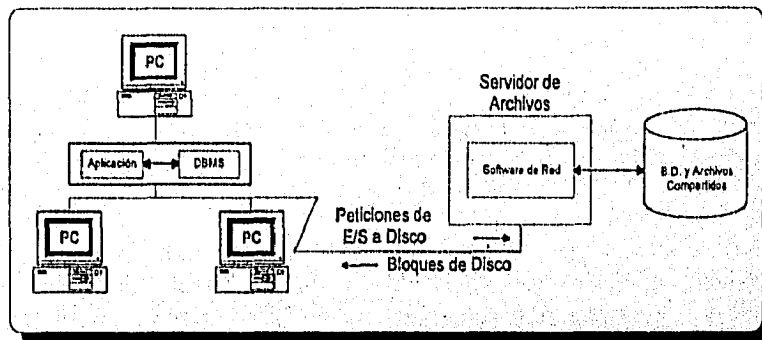 PC
Servidor de
Archivos
Aplicación
DBMS
Software de Red
B.D. y Archivos
Compartidos
PC
PC
Peticiones de
E/S a Disco
Bloques de Disco